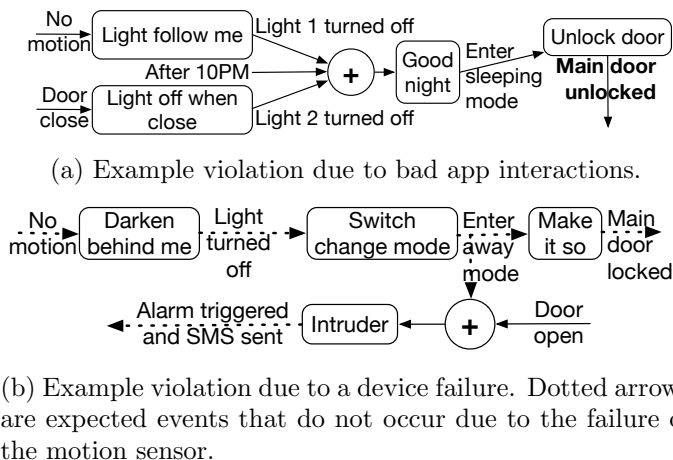 No motion
Light follow me
Light 1 turned off
Unlock door
After 10PM
+
Good night
Enter sleeping mode
Main door unlocked
Door close
Light off when close
Light 2 turned off
(a) Example violation due to bad app interactions.
No motion
Darken behind me
Light turned off
Switch change mode
Enter away mode
Make it so
Main door locked
Alarm triggered and SMS sent
Intruder
+
Door open
(b) Example violation due to a device failure. Dotted arrow
are expected events that do not occur due to the failure
the motion sensor.